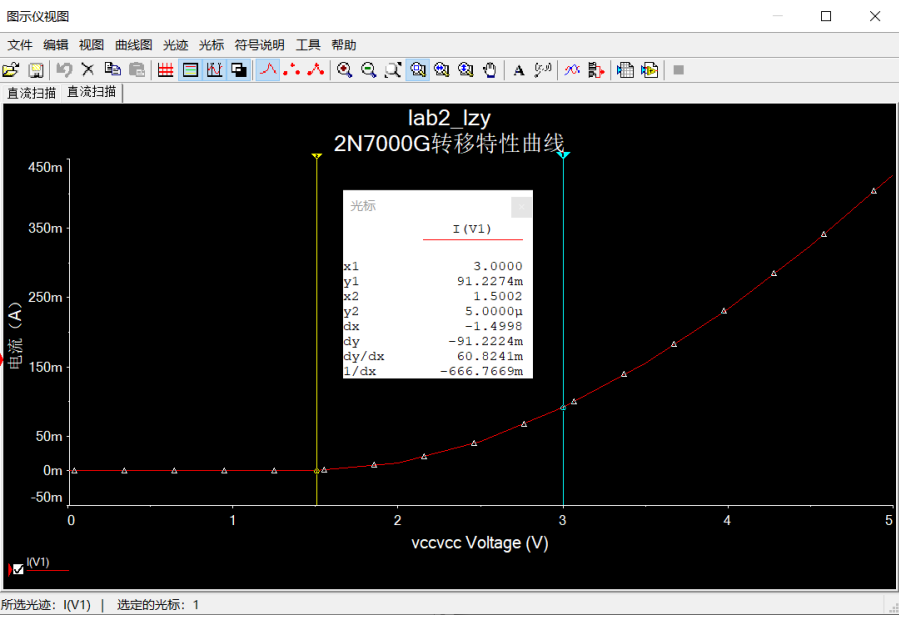 图示仪视图
文件 编辑 视图 曲线图 光迹 光标 符号说明 工具 帮助
直流扫描 直流扫描
lab2_lzy
2N7000G转移特性曲线
光标
I(V1)
x1 3.0000
y1 91.2274m
x2 1.5002
y2 5.0000µ
dx -1.4998
dy -91.2224m
dy/dx 60.8241m
1/dx -666.7669m
电流（A）
450m
350m
250m
150m
50m
0m
-50m
0 1 2 3 4 5
vccvcc Voltage (V)
I(V1)
所选光迹: I(V1) | 选定的光标: 1